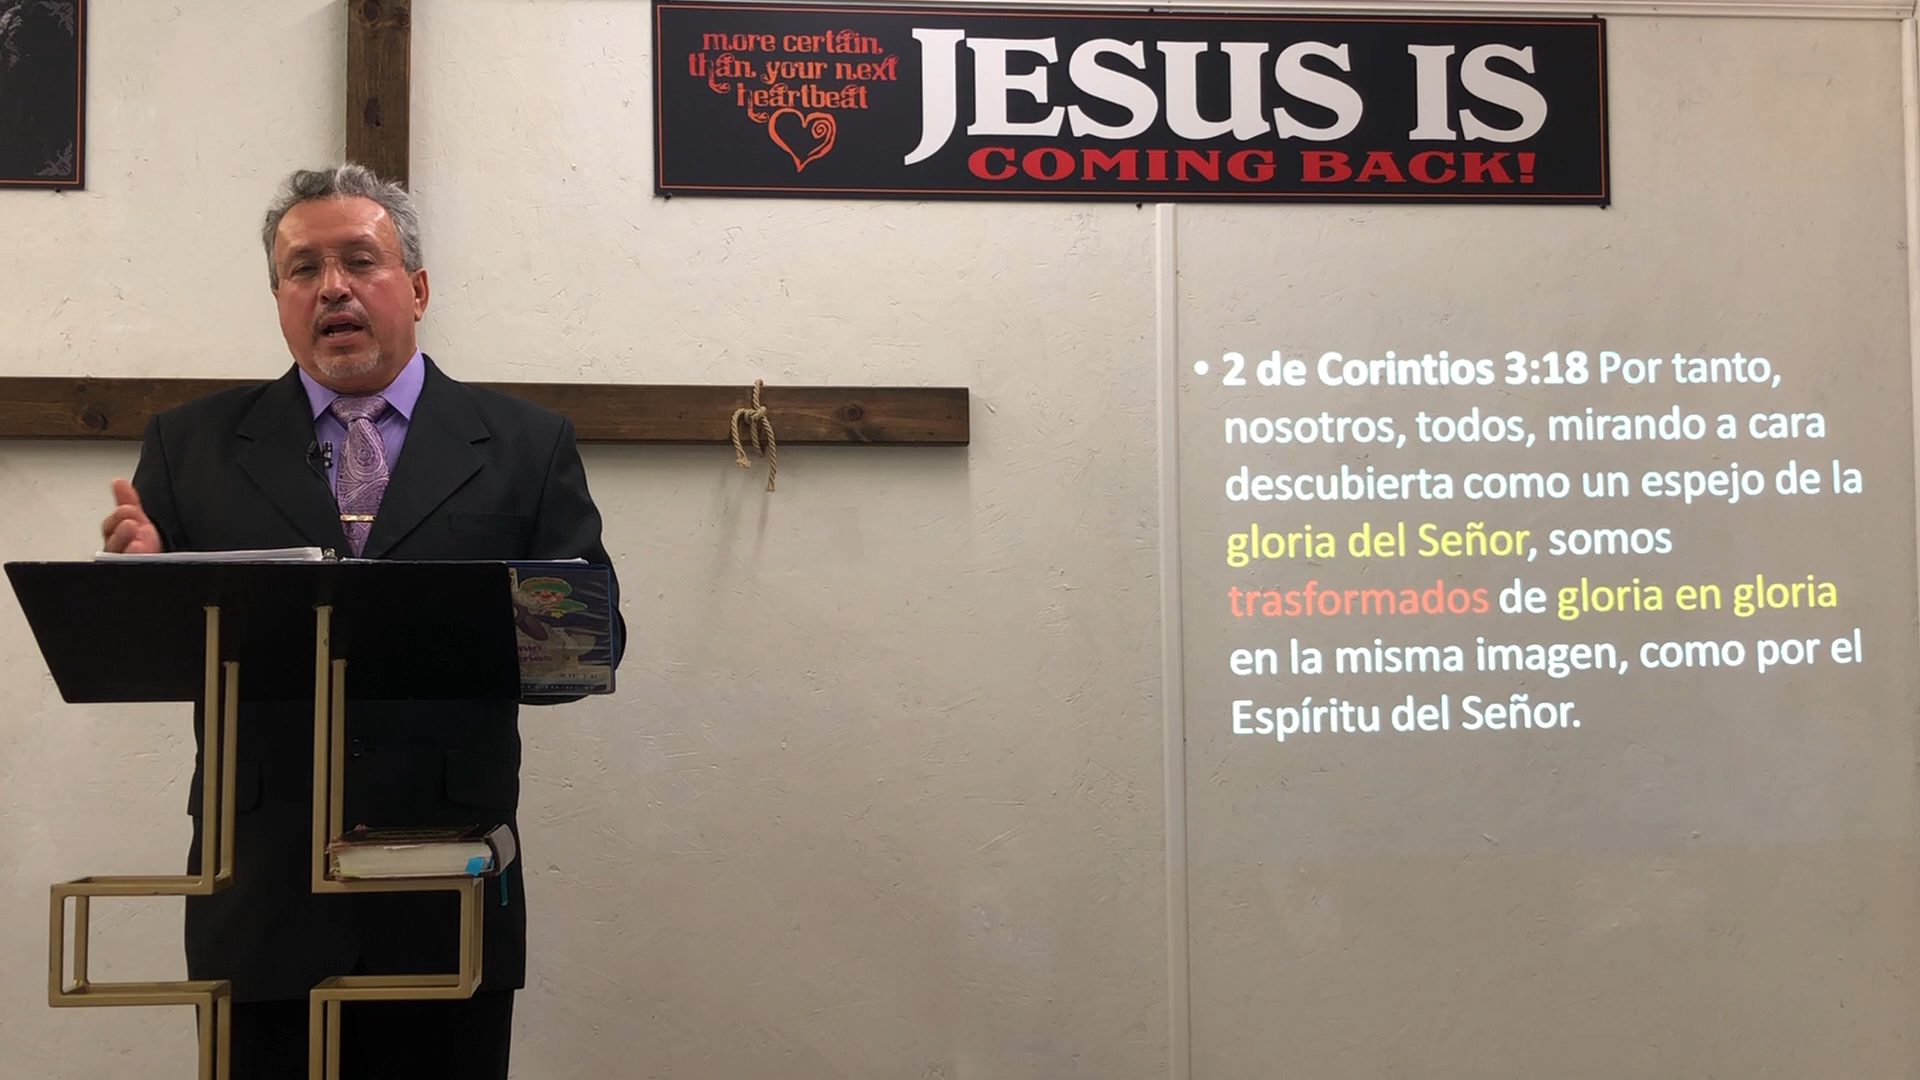 more certain,
than your next
heartbeat
JESUS IS
COMING BACK!
• 2 de Corintios 3:18 Por tanto,
nosotros, todos, mirando a cara
descubierta como un espejo de la
gloria del Señor, somos
trasformados de gloria en gloria
en la misma imagen, como por el
Espíritu del Señor.